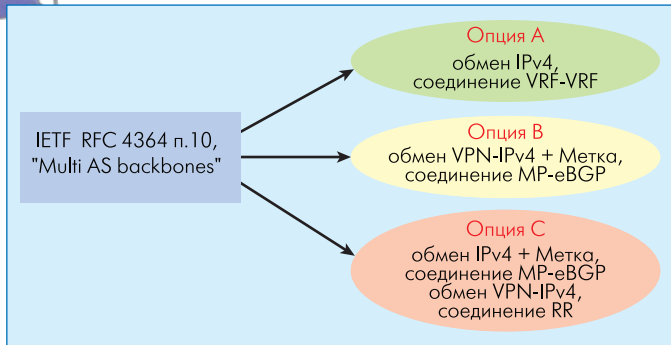 IETF RFC 4364 п.10,
"Multi AS backbones"
Опция А
обмен IPv4,
соединение VRF-VRF
Опция В
обмен VPN-IPv4 + Метка,
соединение MP-eBGP
Опция С
обмен IPv4 + Метка,
соединение MP-eBGP
обмен VPN-IPv4,
соединение RR